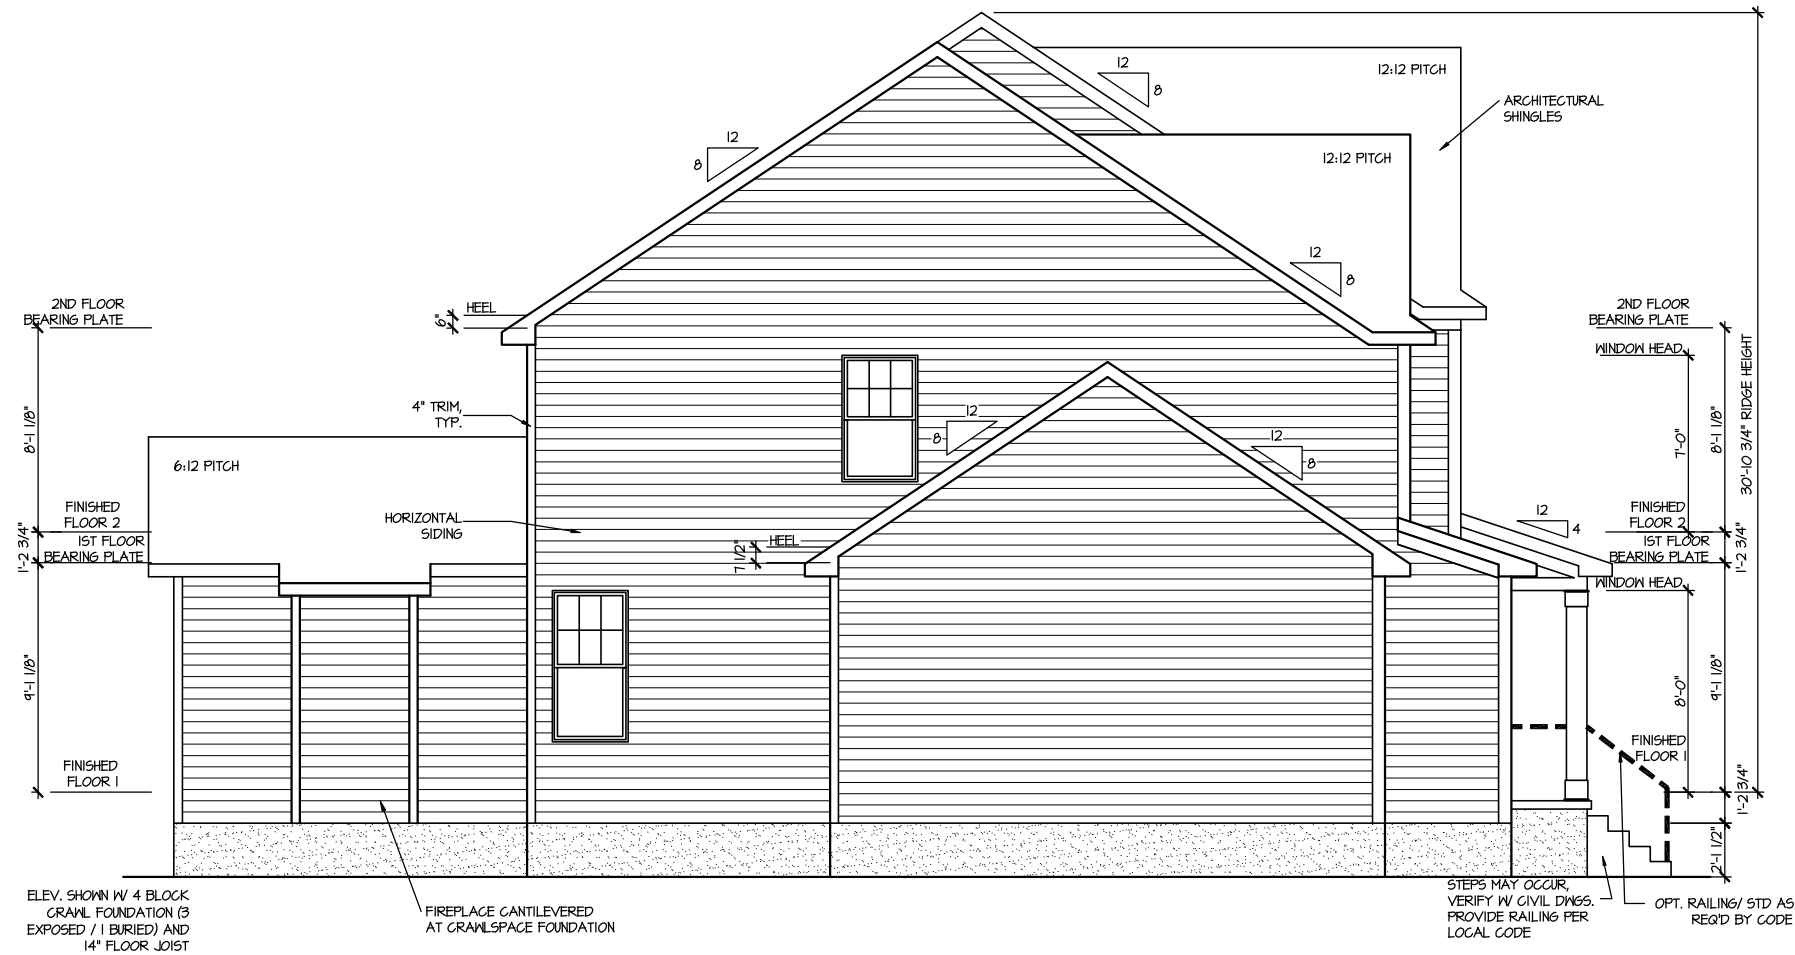 12
8
12:12 PITCH
ARCHITECTURAL
SHINGLES
12
8
12:12 PITCH
12
8
2ND FLOOR
BEARING PLATE
HEEL
6"
2ND FLOOR
BEARING PLATE
WINDOW HEAD
30'-10 3/4" RIDGE HEIGHT
8'-1 1/8"
4" TRIM,
TYP.
12
8
12
8
7'-0"
8'-1 1/8"
6:12 PITCH
FINISHED
FLOOR 2
HORIZONTAL
SIDING
12
4
FINISHED
FLOOR 2
1'-2 3/4"
1ST FLOOR
BEARING PLATE
HEEL
7 1/2"
1ST FLOOR
BEARING PLATE
1'-2 3/4"
WINDOW HEAD
9'-1 1/8"
8'-0"
9'-1 1/8"
FINISHED
FLOOR 1
FINISHED
FLOOR 1
1'-2 3/4"
2'-1 1/2"
ELEV. SHOWN W/ 4 BLOCK
CRAWL FOUNDATION (3
EXPOSED / 1 BURIED) AND
14" FLOOR JOIST
FIREPLACE CANTILEVERED
AT CRAWLSPACE FOUNDATION
STEPS MAY OCCUR,
VERIFY W/ CIVIL DWGS.
PROVIDE RAILING PER
LOCAL CODE
OPT. RAILING/ STD AS
REQ'D BY CODE